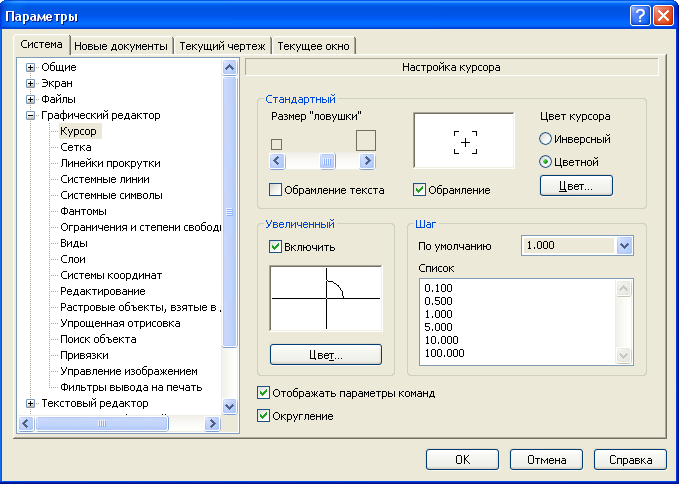 Параметры
Система Новые документы Текущий чертеж Текущее окно
Общие
Экран
Файлы
Графический редактор
Курсор
Сетка
Линейки прокрутки
Системные линии
Системные символы
Фантомы
Ограничения и степени свободы
Виды
Слои
Системы координат
Редактирование
Растровые объекты, взятые в д
Упрощенная отрисовка
Поиск объекта
Привязки
Управление изображением
Фильтры вывода на печать
Текстовый редактор
Настройка курсора
Стандартный
Размер "ловушки"
Обрамление текста
Обрамление
Цвет курсора
Инверсный
Цветной
Цвет...
Увеличенный
Включить
Цвет...
Шаг
По умолчанию 1.000
Список
0.100
0.500
1.000
5.000
10.000
100.000
Отображать параметры команд
Округление
OK Отмена Справка